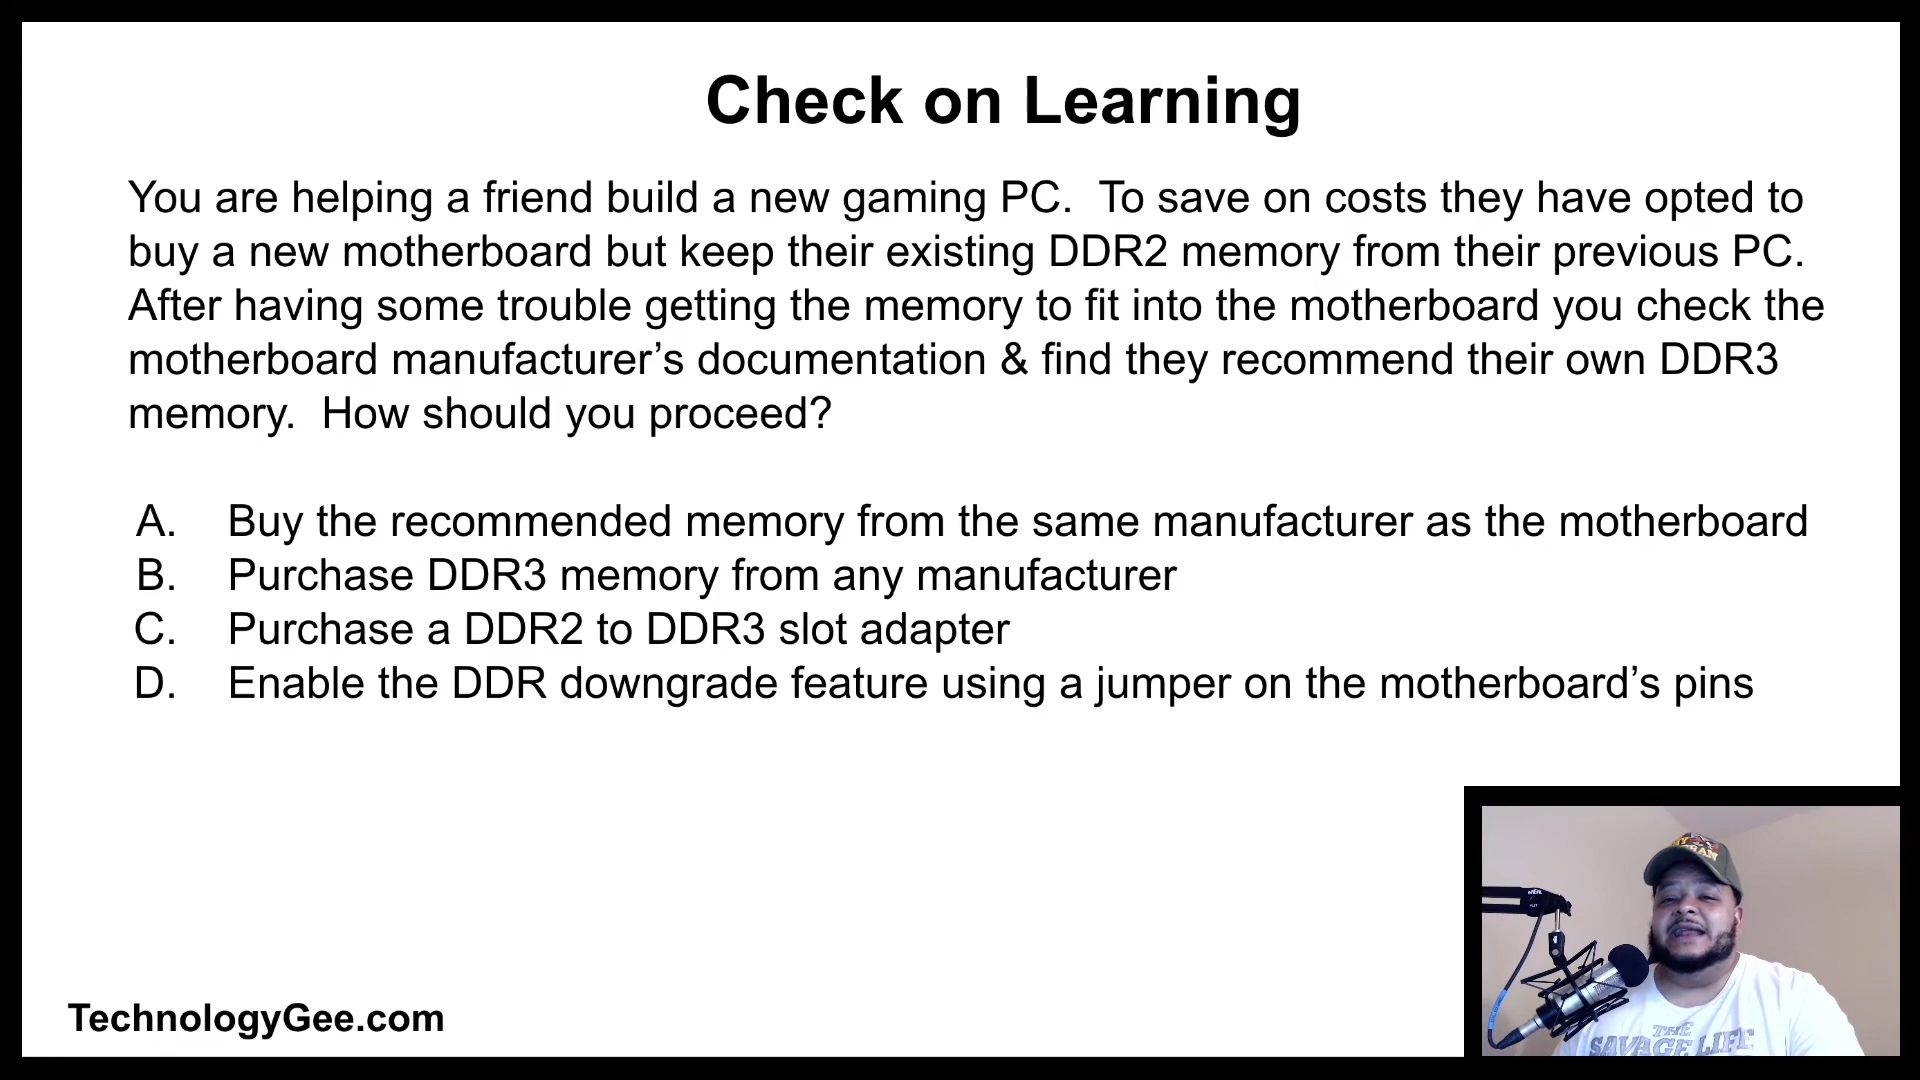 Check on Learning
You are helping a friend build a new gaming PC.  To save on costs they have opted to
buy a new motherboard but keep their existing DDR2 memory from their previous PC.
After having some trouble getting the memory to fit into the motherboard you check the
motherboard manufacturer’s documentation & find they recommend their own DDR3
memory.  How should you proceed?
A. Buy the recommended memory from the same manufacturer as the motherboard
B. Purchase DDR3 memory from any manufacturer
C. Purchase a DDR2 to DDR3 slot adapter
D. Enable the DDR downgrade feature using a jumper on the motherboard’s pins
TechnologyGee.com
THE
SAVAGE LIFE